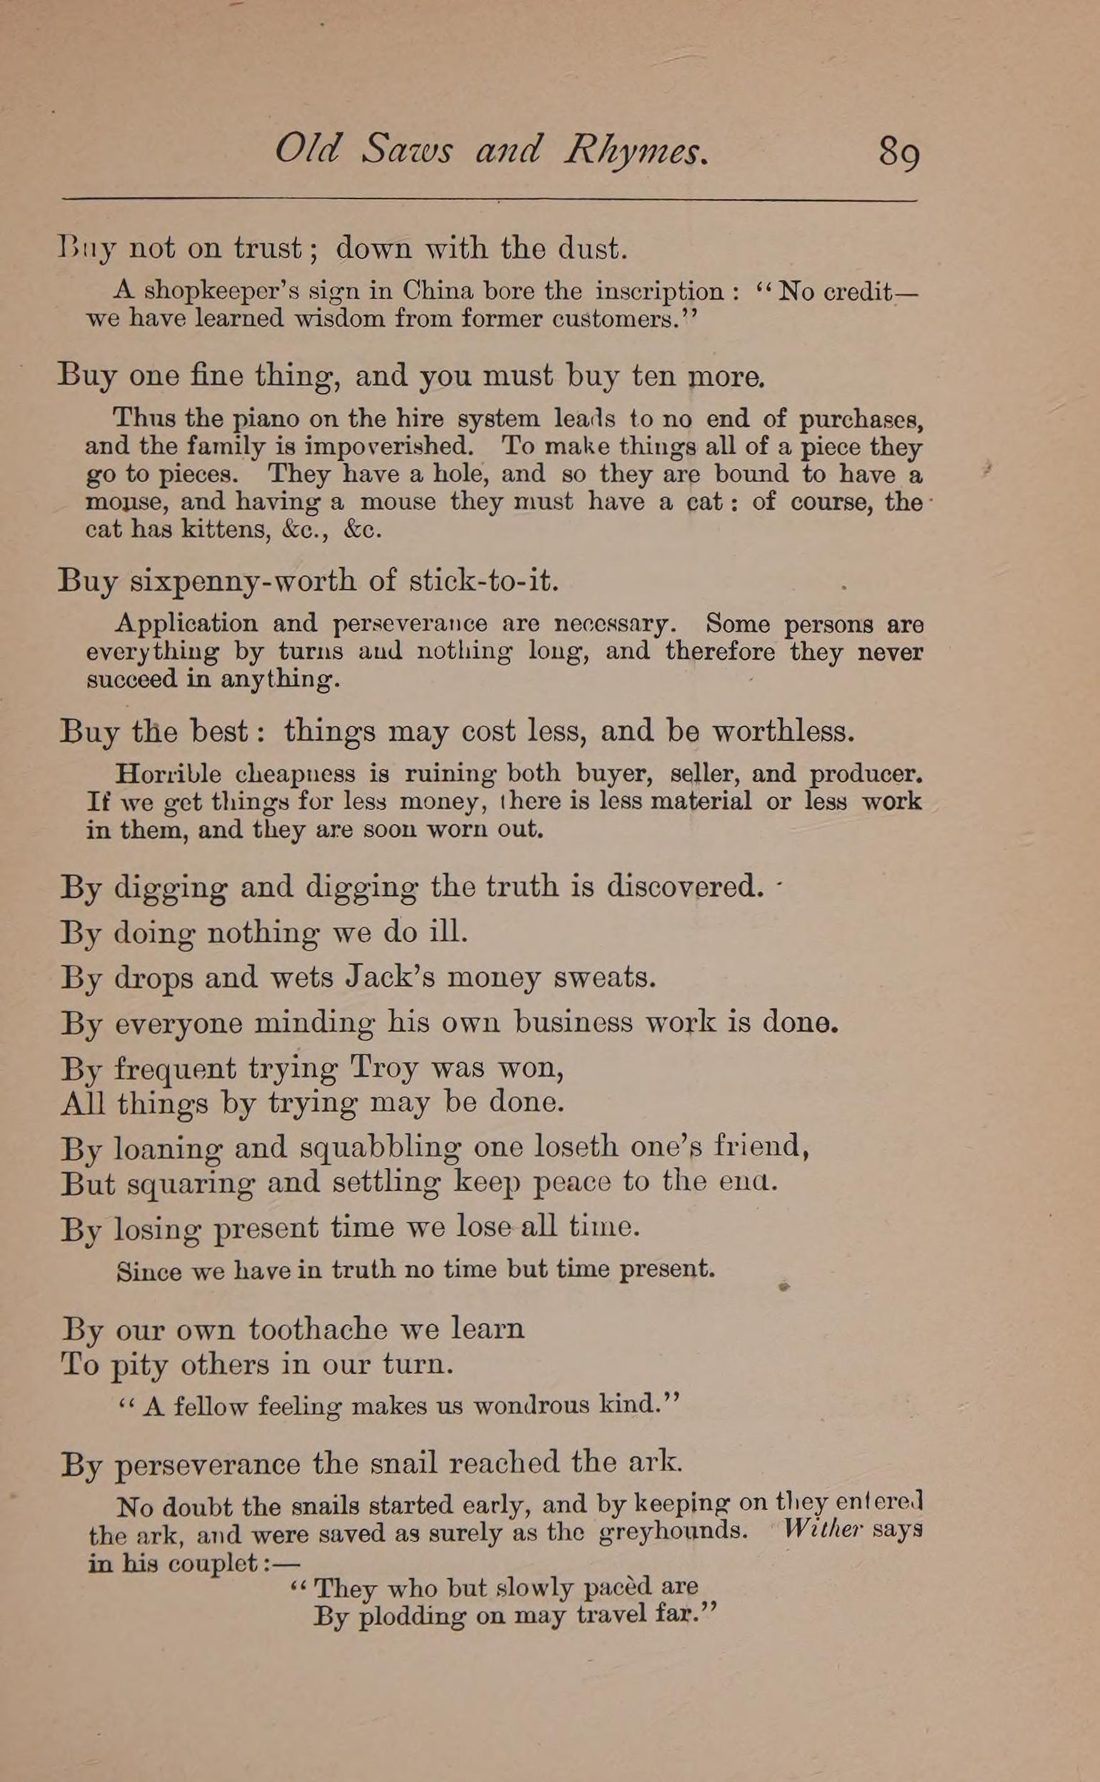 Old Saws and Rhymes. 89
Buy not on trust; down with the dust.
A shopkeeper's sign in China bore the inscription: "No credit—
we have learned wisdom from former customers."
Buy one fine thing, and you must buy ten more.
Thus the piano on the hire system leads to no end of purchases,
and the family is impoverished. To make things all of a piece they
go to pieces. They have a hole, and so they are bound to have a
mouse, and having a mouse they must have a cat: of course, the
cat has kittens, &c., &c.
Buy sixpenny-worth of stick-to-it.
Application and perseverance are necessary. Some persons are
everything by turns and nothing long, and therefore they never
succeed in anything.
Buy the best: things may cost less, and be worthless.
Horrible cheapness is ruining both buyer, seller, and producer.
If we get things for less money, there is less material or less work
in them, and they are soon worn out.
By digging and digging the truth is discovered.
By doing nothing we do ill.
By drops and wets Jack's money sweats.
By everyone minding his own business work is done.
By frequent trying Troy was won,
All things by trying may be done.
By loaning and squabbling one loseth one's friend,
But squaring and settling keep peace to the end.
By losing present time we lose all time.
Since we have in truth no time but time present.
By our own toothache we learn
To pity others in our turn.
"A fellow feeling makes us wondrous kind."
By perseverance the snail reached the ark.
No doubt the snails started early, and by keeping on they entered
the ark, and were saved as surely as the greyhounds. Wither says
in his couplet:—
"They who but slowly pacèd are
By plodding on may travel far."